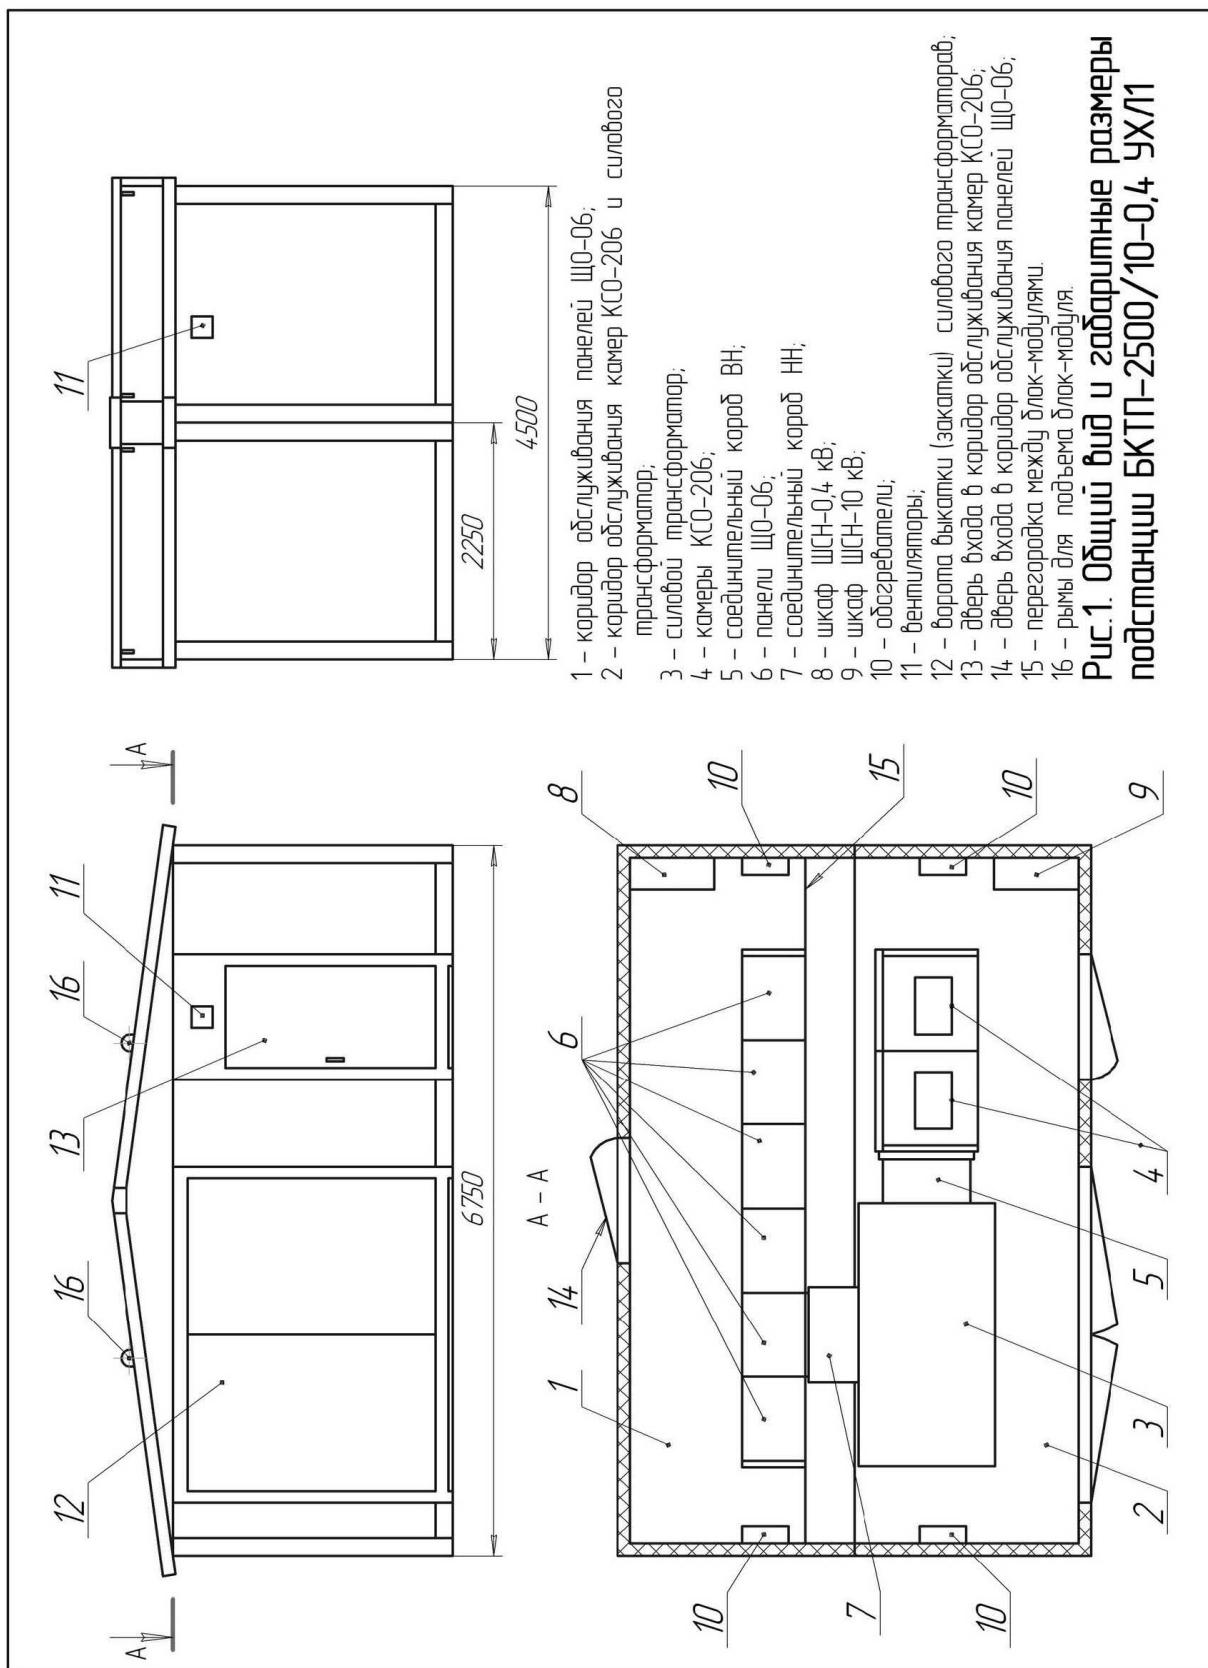 А
12
16
13
16
11
А
6750
11
2250
4500
А - А
10
1
14
6
8
10
7
15
10
2
3
5
4
10
9
1 - коридор обслуживания панелей ЩО-06;
2 - коридор обслуживания камер КСО-206 и силового
трансформатор;
3 - силовой трансформатор;
4 - камеры КСО-206;
5 - соединительный короб ВН;
6 - панели ЩО-06;
7 - соединительный короб НН;
8 - шкаф ШСН-0,4 кВ;
9 - шкаф ШСН-10 кВ;
10 - обогреватели;
11 - вентиляторы;
12 - ворота выкатки (закатки) силового трансформаторав;
13 - дверь входа в коридор обслуживания камер КСО-206;
14 - дверь входа в коридор обслуживания панелей ЩО-06;
15 - перегородка между блок-модулями.
16 - рымы для подъема блок-модуля.
Рис.1. Общий вид и габаритные размеры
подстанции БКТП-2500/10-0,4 УХЛ1